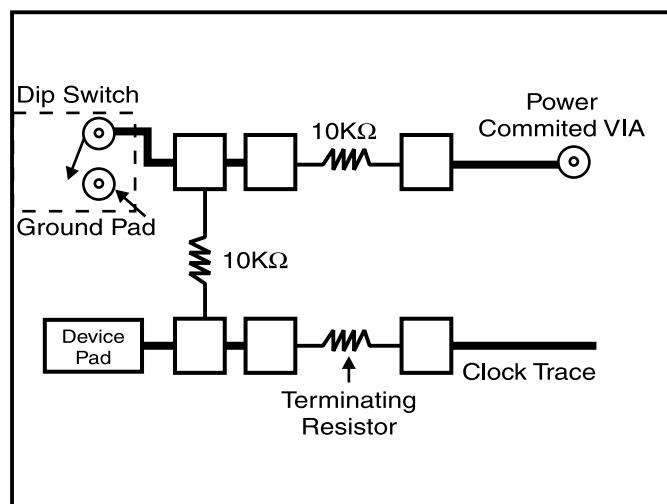 Dip Switch
Power
Commited VIA
10KΩ
Ground Pad
10KΩ
Device
Pad
Clock Trace
Terminating
Resistor